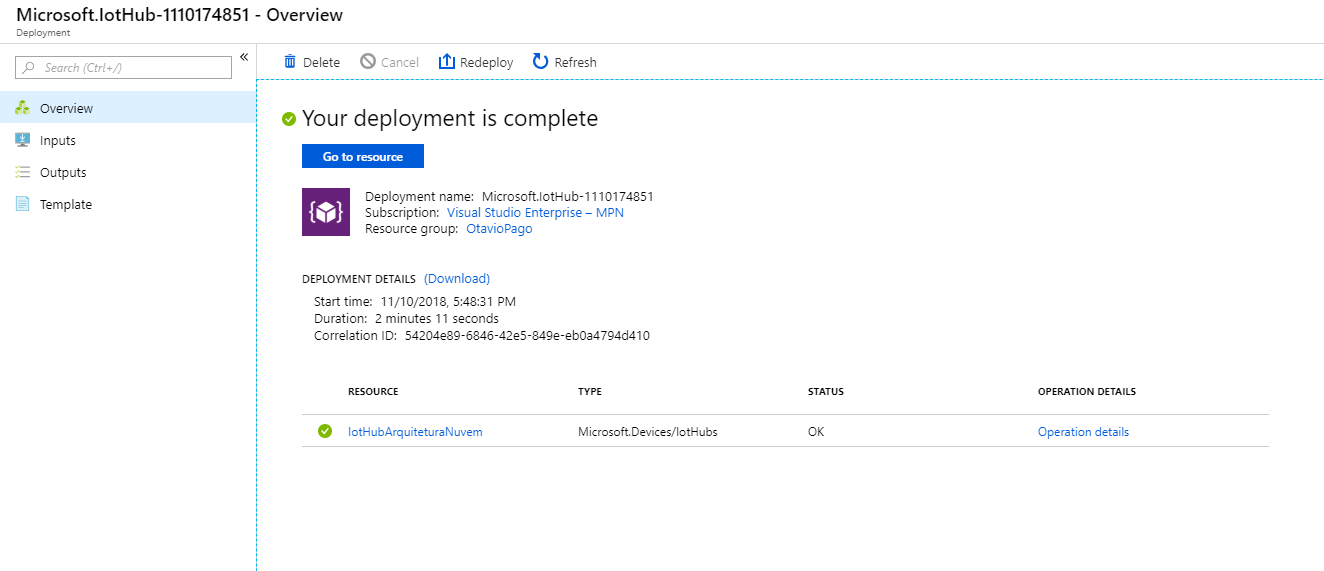 Microsoft.IotHub-1110174851 - Overview
Deployment
Search (Ctrl+/)
«
Overview
Inputs
Outputs
Template
Delete Cancel Redeploy Refresh
Your deployment is complete
Go to resource
Deployment name: Microsoft.IotHub-1110174851
Subscription: Visual Studio Enterprise – MPN
Resource group: OtavioPago
DEPLOYMENT DETAILS (Download)
Start time: 11/10/2018, 5:48:31 PM
Duration: 2 minutes 11 seconds
Correlation ID: 54204e89-6846-42e5-849e-eb0a4794d410
RESOURCE TYPE STATUS OPERATION DETAILS
IotHubArquiteturaNuvem Microsoft.Devices/IotHubs OK Operation details